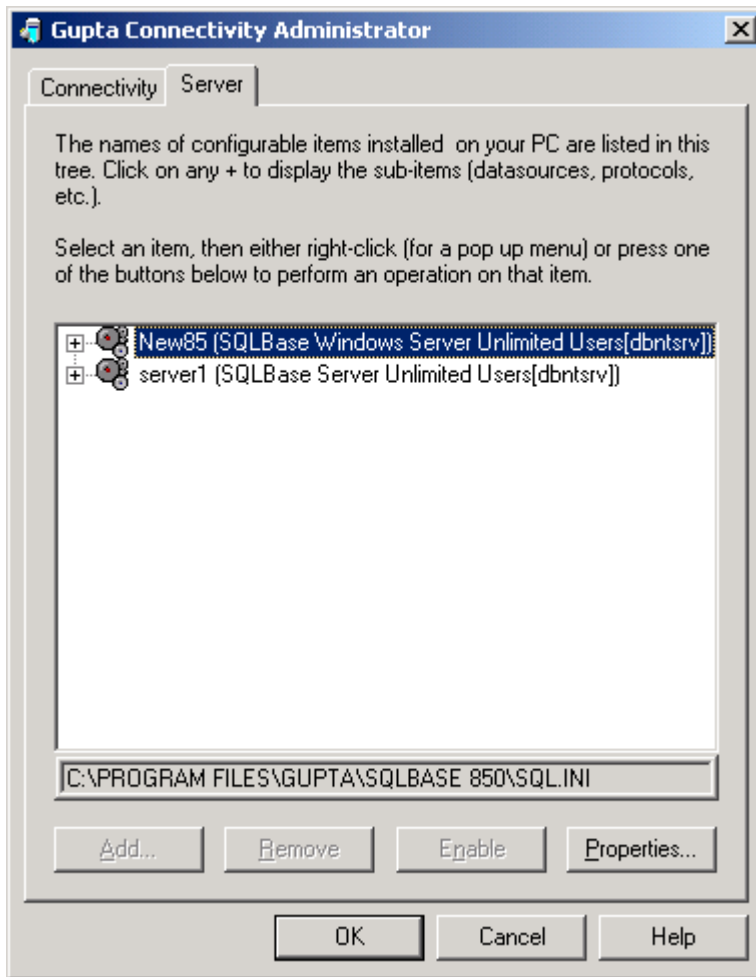 Gupta Connectivity Administrator
Connectivity
Server
The names of configurable items installed on your PC are listed in this
tree. Click on any + to display the sub-items (datasources, protocols,
etc.).
Select an item, then either right-click (for a pop up menu) or press one
of the buttons below to perform an operation on that item.
New85 (SQLBase Windows Server Unlimited Users[dbntsrv])
server1 (SQLBase Server Unlimited Users[dbntsrv])
C:\PROGRAM FILES\GUPTA\SQLBASE 850\SQL.INI
Add...
Remove
Enable
Properties...
OK
Cancel
Help